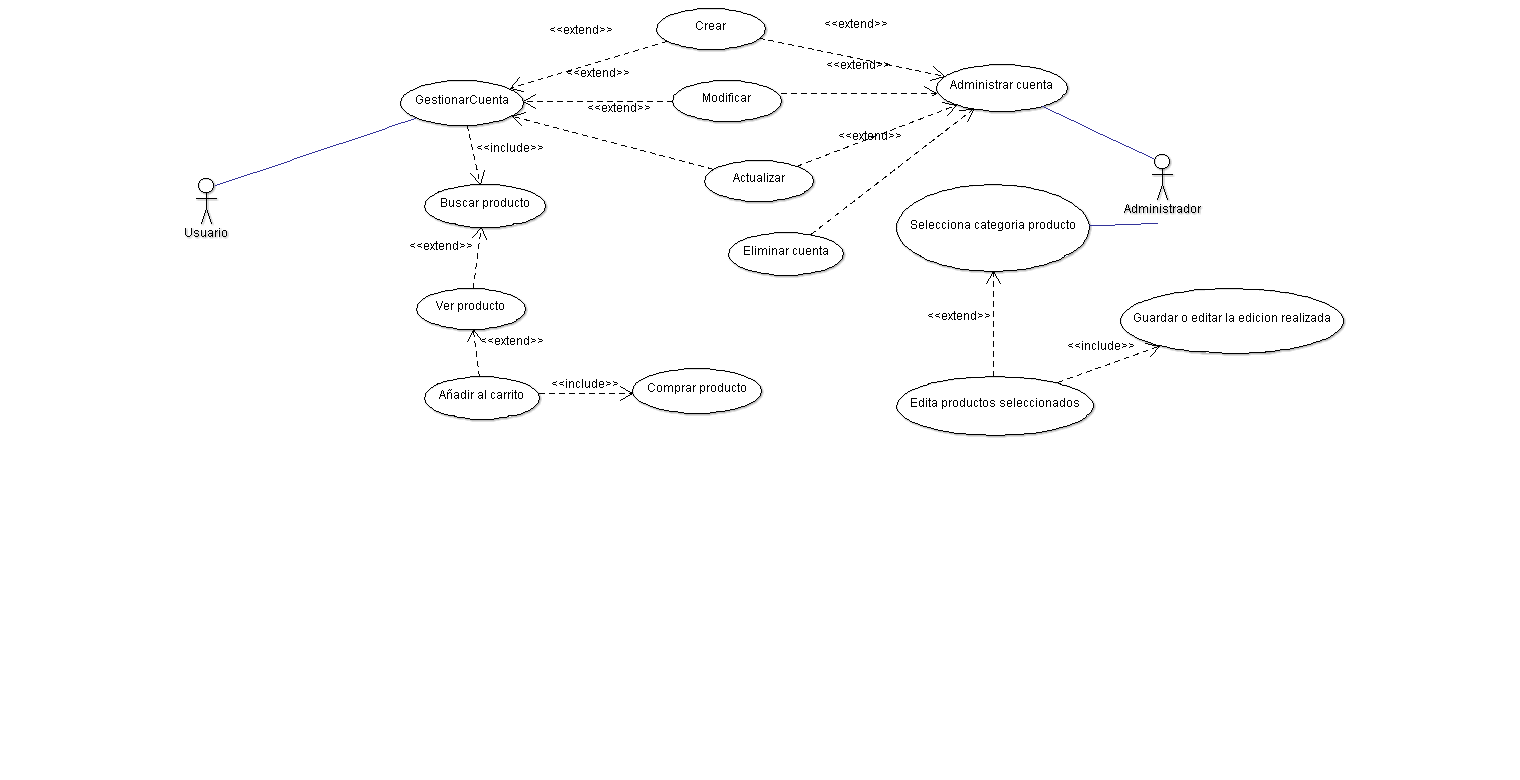 Crear
<<extend>>
<<extend>>
<<extend>>
<<extend>>
GestionarCuenta
Modificar
Administrar cuenta
<<extend>>
<<extend>>
<<include>>
Actualizar
Usuario
Buscar producto
Administrador
Selecciona categoria producto
<<extend>>
Eliminar cuenta
Ver producto
<<extend>>
Guardar o editar la edicion realizada
<<extend>>
<<include>>
Añadir al carrito
<<include>>
Comprar producto
Edita productos seleccionados